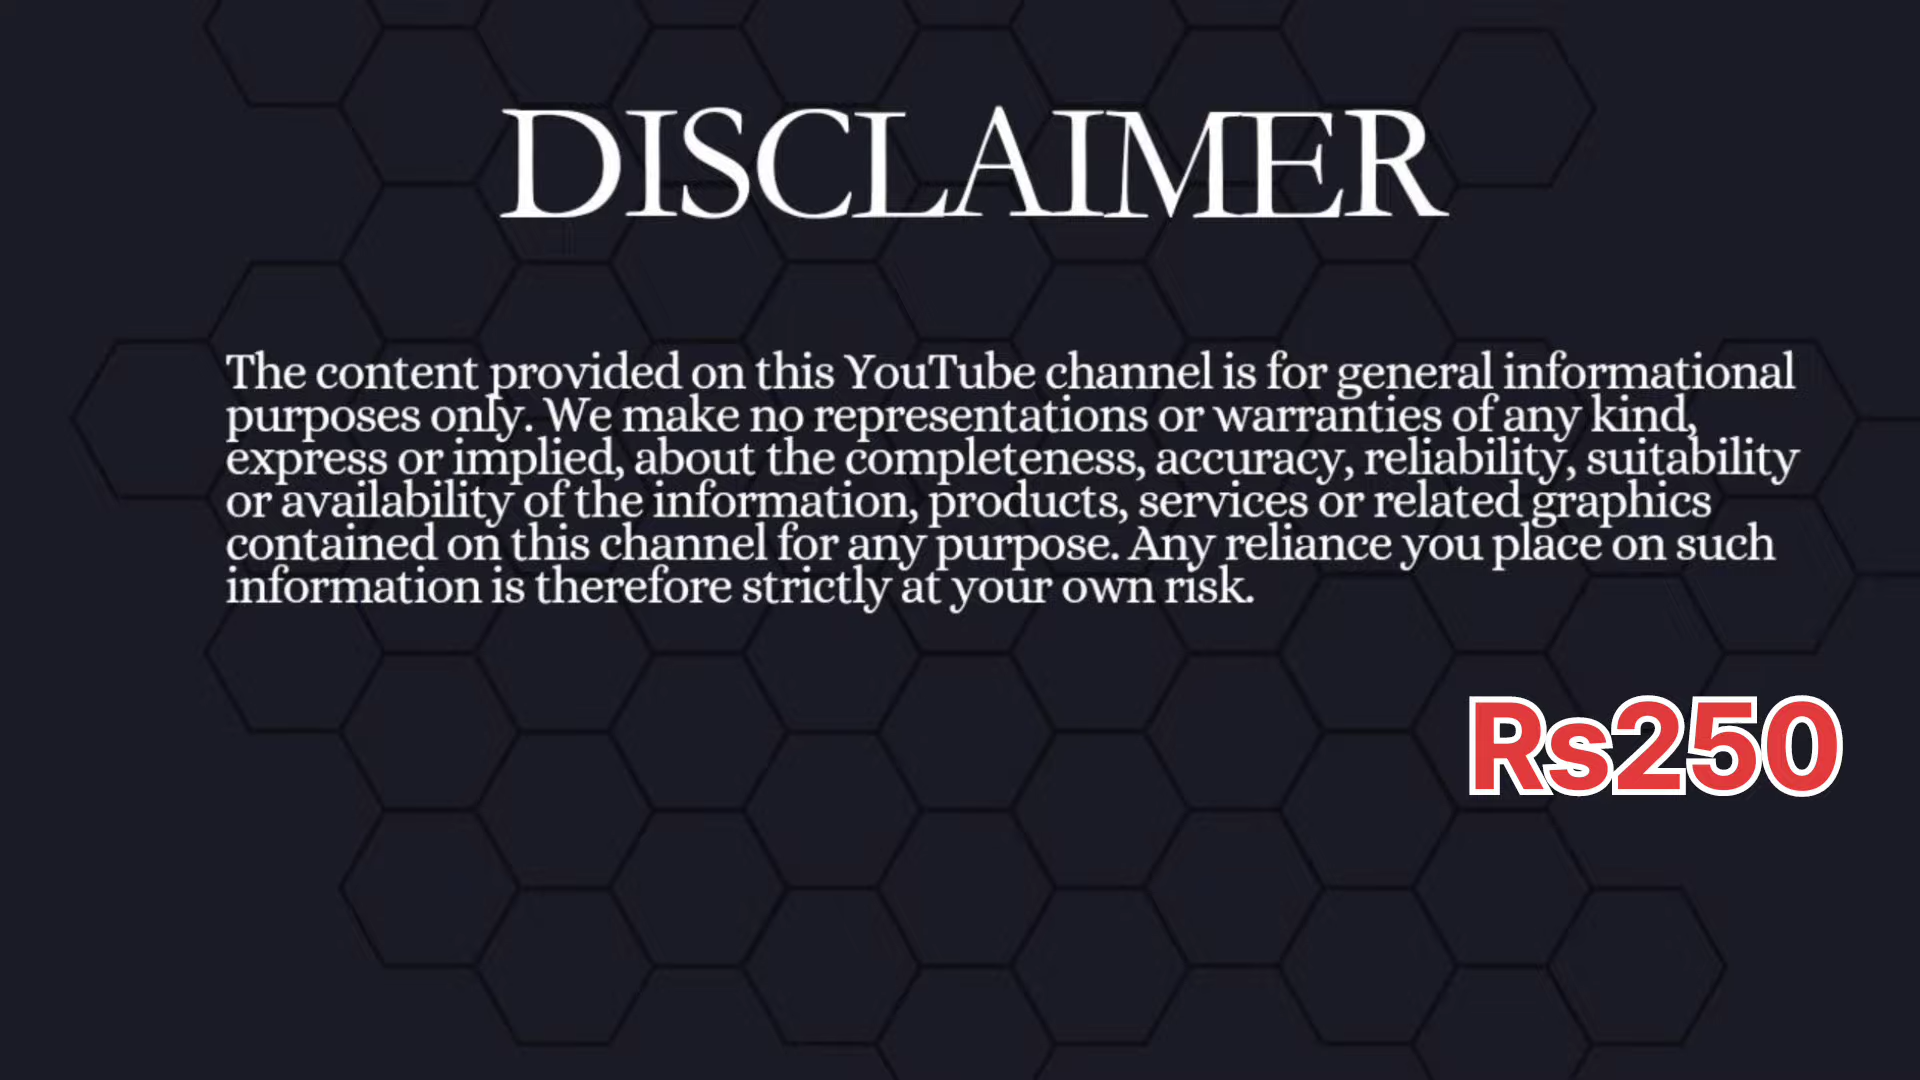 DISCLAIMER
The content provided on this YouTube channel is for general informational
purposes only. We make no representations or warranties of any kind,
express or implied, about the completeness, accuracy, reliability, suitability
or availability of the information, products, services or related graphics
contained on this channel for any purpose. Any reliance you place on such
information is therefore strictly at your own risk.
Rs250